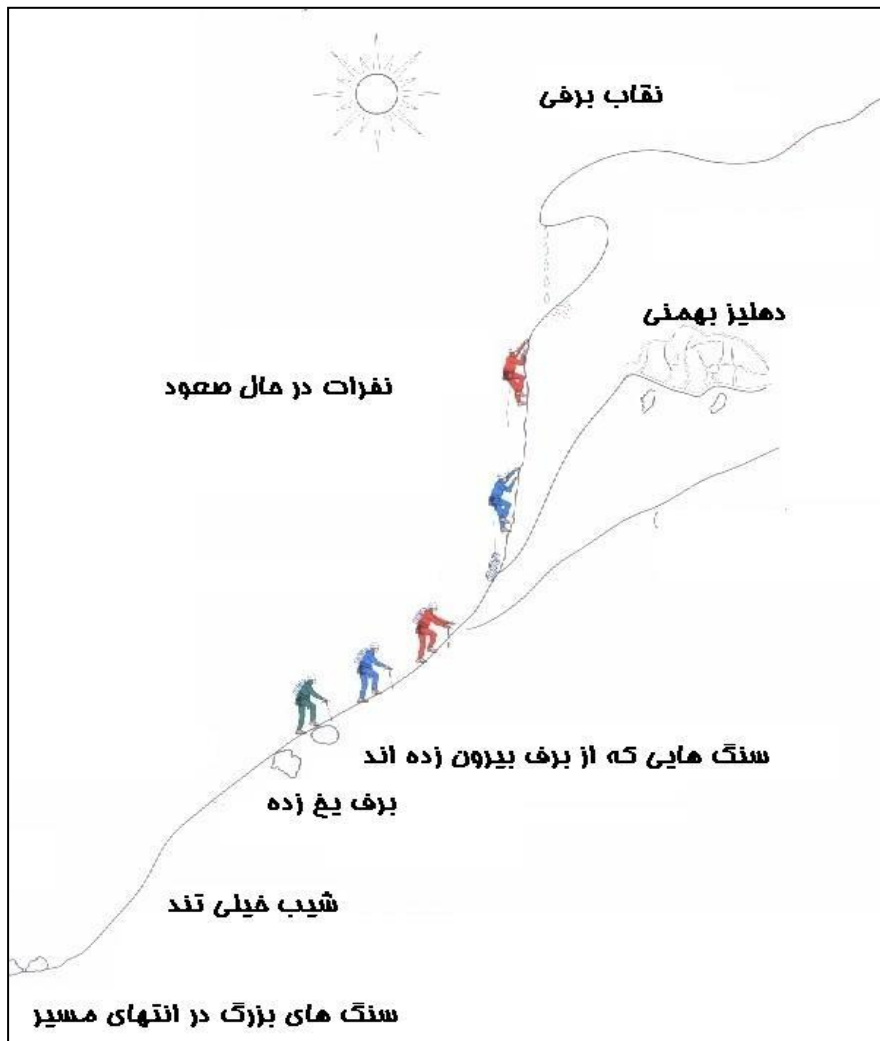 نقاب برفی
دهلیز بهمنی
نفرات در حال صعود
سنگ هایی که از برف بیرون زده اند
برف یخ زده
شیب خیلی تند
سنگ های بزرگ در انتهای مسیر